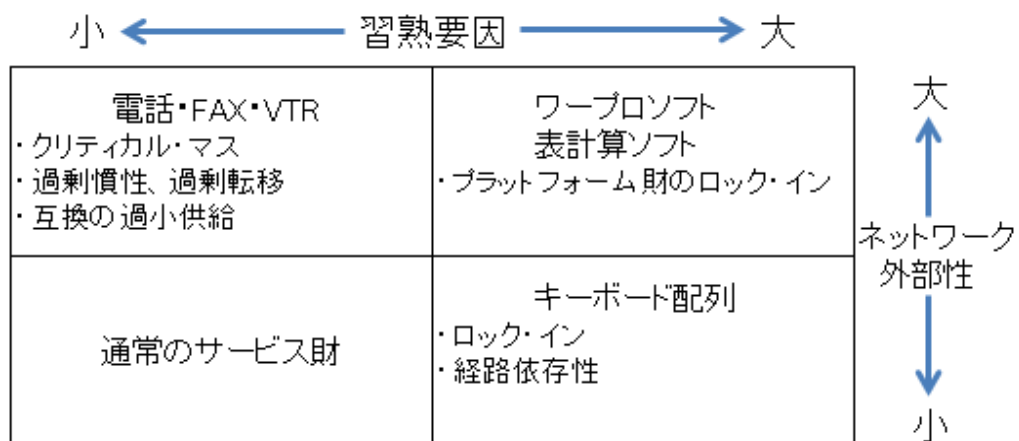 小 習熟要因 大
電話・FAX・VTR
・クリティカル・マス
・過剰慣性、過剰転移
・互換の過小供給
ワープロソフト
表計算ソフト
・プラットフォーム財のロック・イン
大
ネットワーク
外部性
小
通常のサービス財
キーボード配列
・ロック・イン
・経路依存性